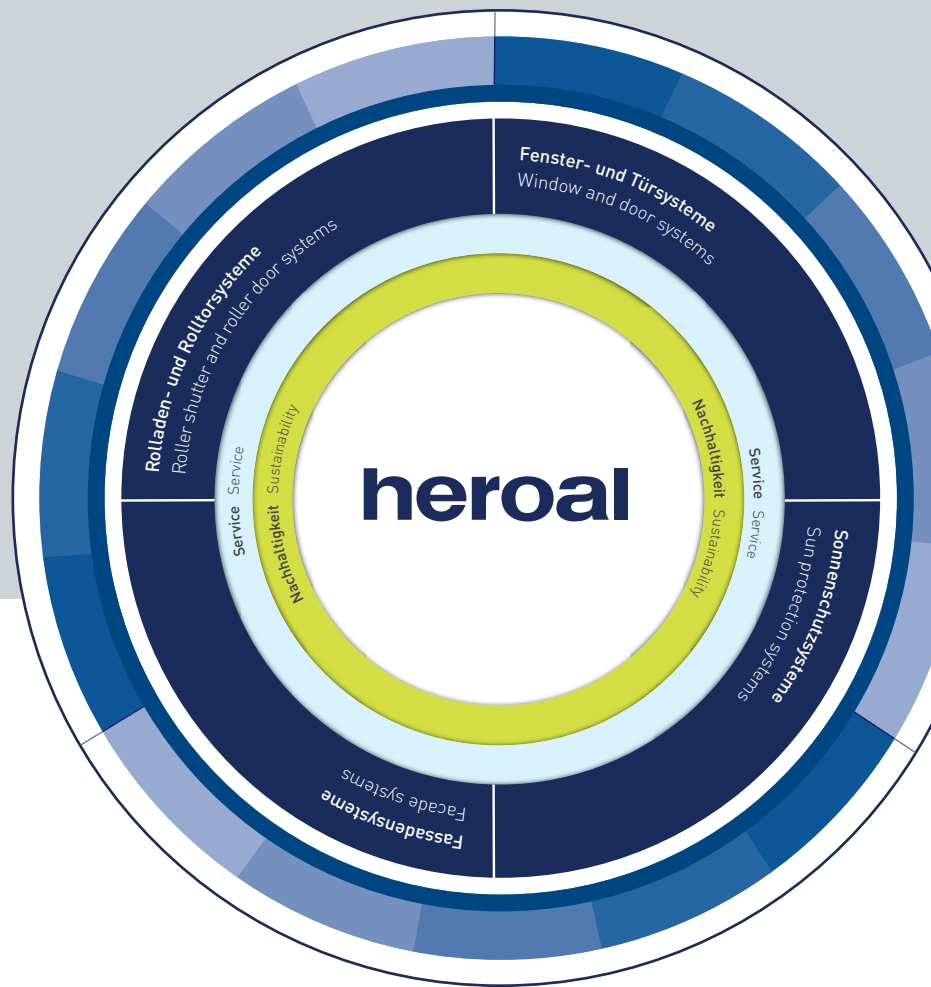 Fenster- und Türsysteme
Window and door systems
Rolladen- und Rolltorsysteme
Roller shutter and roller door systems
Service Service
Nachhaltigkeit Sustainability
heroal
Nachhaltigkeit Sustainability
Service Service
Sonnenschutzsysteme
Sun protection systems
Fassadensysteme
Facade systems